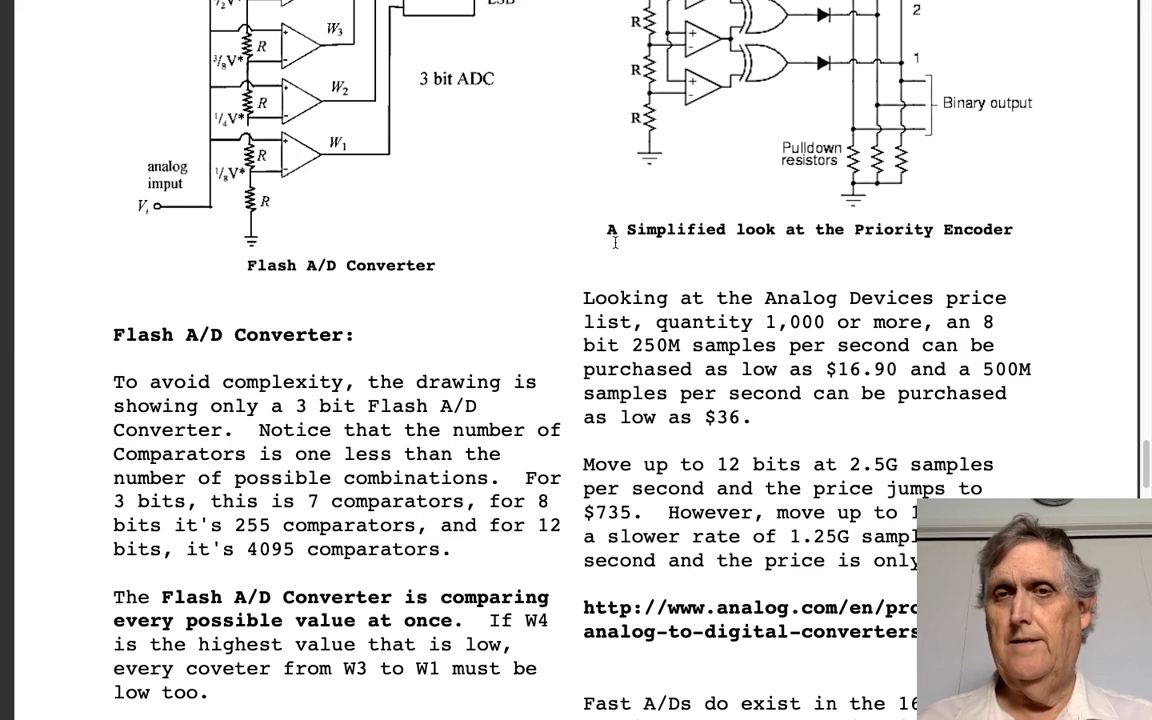 W3
R
3/8V*
R
W2
3 bit ADC
1/4V*
R
W1
analog
imput
1/8V*
Vi
R
Flash A/D Converter
Flash A/D Converter:
To avoid complexity, the drawing is
showing only a 3 bit Flash A/D
Converter. Notice that the number of
Comparators is one less than the
number of possible combinations. For
3 bits, this is 7 comparators, for 8
bits it's 255 comparators, and for 12
bits, it's 4095 comparators.
The Flash A/D Converter is comparing
every possible value at once. If W4
is the highest value that is low,
every coveter from W3 to W1 must be
low too.
R
2
R
1
R
Binary output
Pulldown
resistors
A Simplified look at the Priority Encoder
Looking at the Analog Devices price
list, quantity 1,000 or more, an 8
bit 250M samples per second can be
purchased as low as $16.90 and a 500M
samples per second can be purchased
as low as $36.
Move up to 12 bits at 2.5G samples
per second and the price jumps to
$735. However, move up to
a slower rate of 1.25G
second and the price is only
http://www.analog.com/en/
analog-to-digital-converters
Fast A/Ds do exist in the